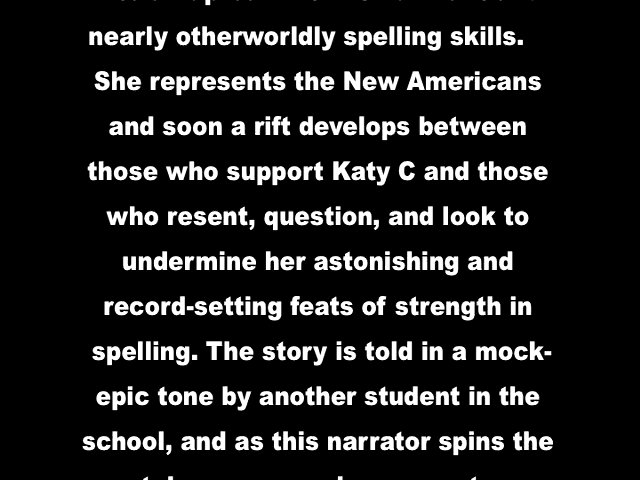 nearly otherworldly spelling skills.
She represents the New Americans
and soon a rift develops between
those who support Katy C and those
who resent, question, and look to
undermine her astonishing and
record-setting feats of strength in
spelling. The story is told in a mock-
epic tone by another student in the
school, and as this narrator spins the